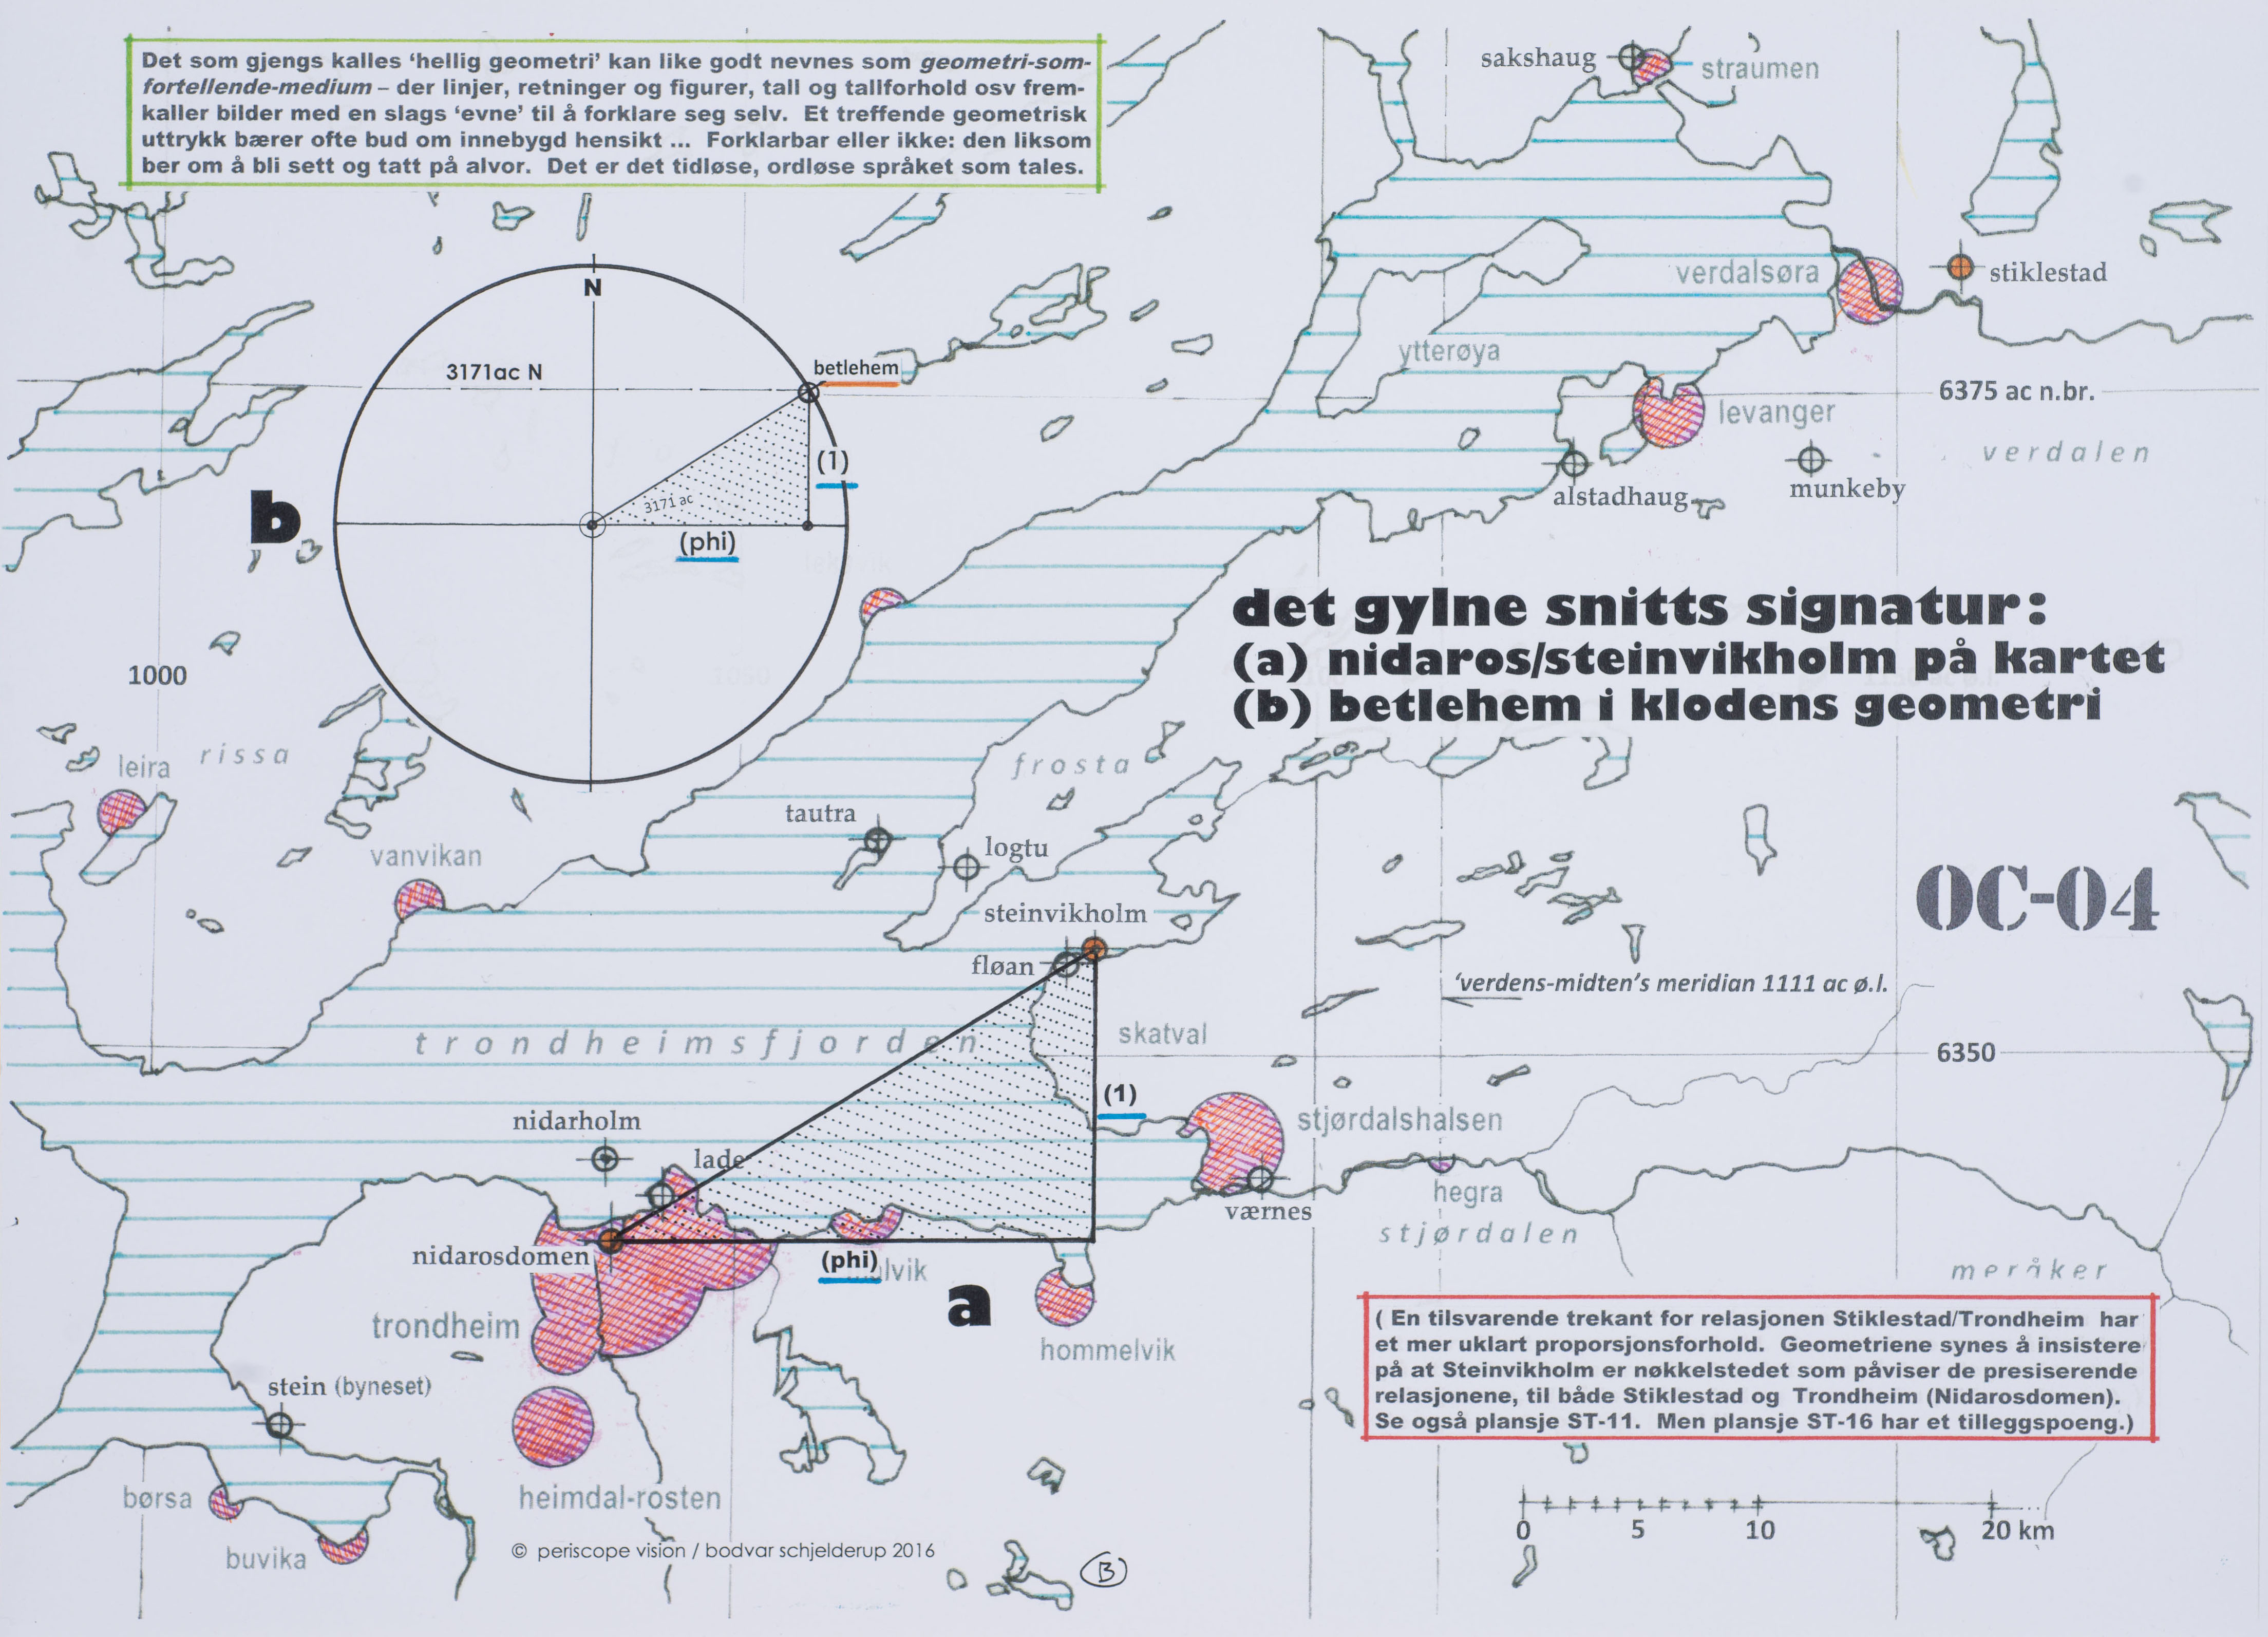 Det som gjengs kalles ‘hellig geometri’ kan like godt nevnes som geometri-som-
fortellende-medium – der linjer, retninger og figurer, tall og tallforhold osv frem-
kaller bilder med en slags ‘evne’ til å forklare seg selv. Et treffende geometrisk
uttrykk bærer ofte bud om innebygd hensikt ... Forklarbar eller ikke: den liksom
ber om å bli sett og tatt på alvor. Det er det tidløse, ordløse språket som tales.
sakshaug
straumen
verdalsøra
stiklestad
N
3171ac N
betlehem
(1)
3171 ac
(phi)
b
ytterøya
6375 ac n.br.
levanger
verdalen
alstadhaug
munkeby
det gylne snitts signatur:
(a) nidaros/steinvikholm på kartet
(b) betlehem i klodens geometri
1000
rissa
leira
frosta
tautra
logtu
vanvikan
OC-04
steinvikholm
fløan
‘verdens-midten’s meridian 1111 ac ø.l.
trondheimsfjorden
skatval
6350
(1)
nidarholm
lade
stjørdalshalsen
hegra
værnes
stjørdalen
nidarosdomen
(phi)
lvik
a
meråker
trondheim
hommelvik
( En tilsvarende trekant for relasjonen Stiklestad/Trondheim har
et mer uklart proporsjonsforhold. Geometriene synes å insistere
på at Steinvikholm er nøkkelstedet som påviser de presiserende
relasjonene, til både Stiklestad og Trondheim (Nidarosdomen).
Se også plansje ST-11. Men plansje ST-16 har et tilleggspoeng.)
stein (byneset)
børsa
heimdal-rosten
buvika
© periscope vision / bodvar schjelderup 2016
B
0 5 10 20 km